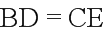 BD = CE